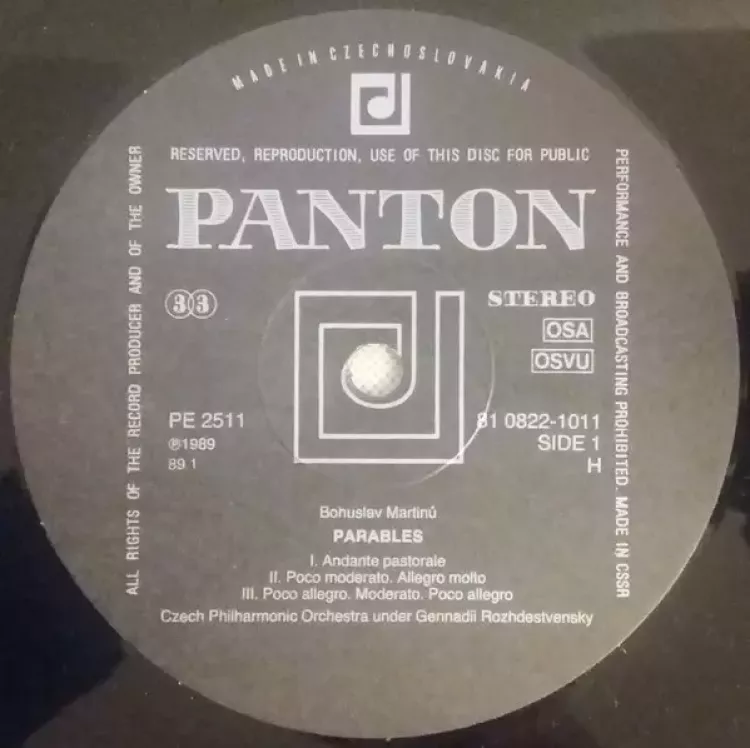 MADE IN CZECHOSLOVAKIA
ALL RIGHTS OF THE RECORD PRODUCER AND OF THE OWNER
RESERVED, REPRODUCTION, USE OF THIS DISC FOR PUBLIC
PERFORMANCE AND BROADCASTING PROHIBITED. MADE IN CSSR
PANTON
33
STEREO
OSA
OSVU
PE 2511
℗1989
89 1
81 0822-1011
SIDE 1
H
Bohuslav Martinů
PARABLES
I. Andante pastorale
II. Poco moderato. Allegro molto
III. Poco allegro. Moderato. Poco allegro
Czech Philharmonic Orchestra under Gennadii Rozhdestvensky